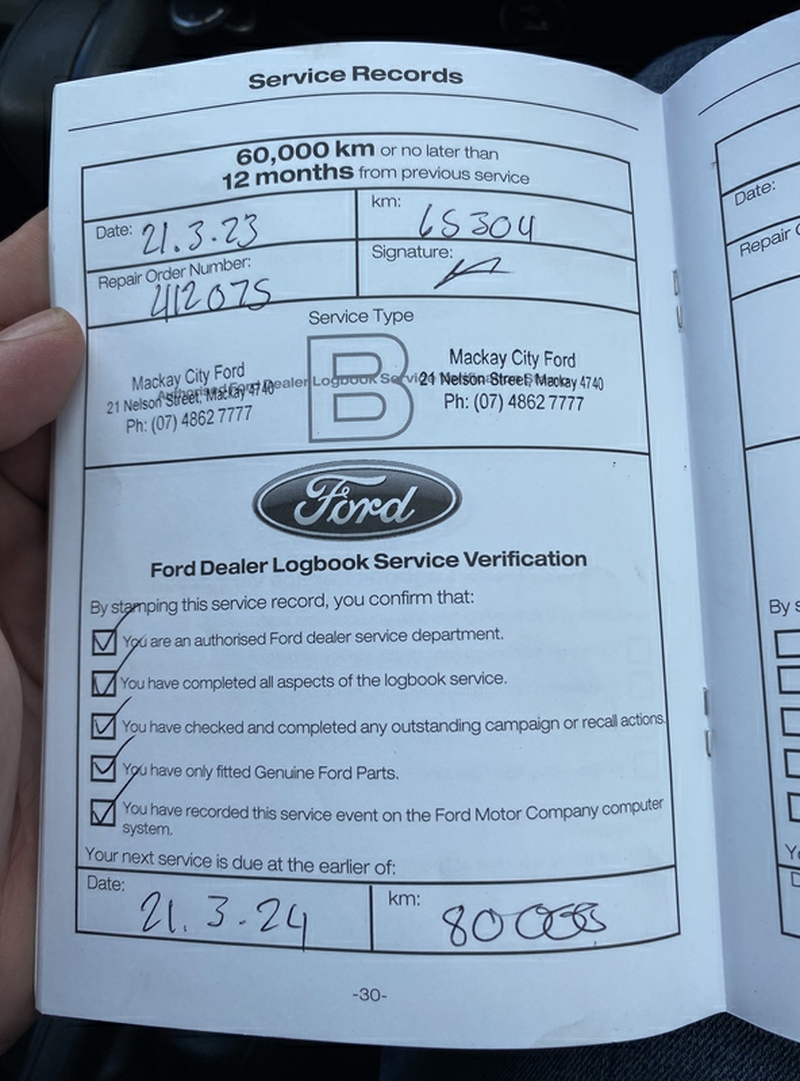 Service Records
60,000 km or no later than
12 months from previous service
Date: 21.3.23
km: 65304
Repair Order Number: 412075
Signature:
Service Type
B
Mackay City Ford
21 Nelson Street, Mackay 4740
Ph: (07) 4862 7777
Mackay City Ford
21 Nelson Street, Mackay 4740
Ph: (07) 4862 7777
Authorised Ford Dealer Logbook Service
Ford
Ford Dealer Logbook Service Verification
By stamping this service record, you confirm that:
You are an authorised Ford dealer service department.
You have completed all aspects of the logbook service.
You have checked and completed any outstanding campaign or recall actions.
You have only fitted Genuine Ford Parts.
You have recorded this service event on the Ford Motor Company computer
system.
Your next service is due at the earlier of:
Date: 21.3.24
km: 80000
-30-
Date:
Repair
By